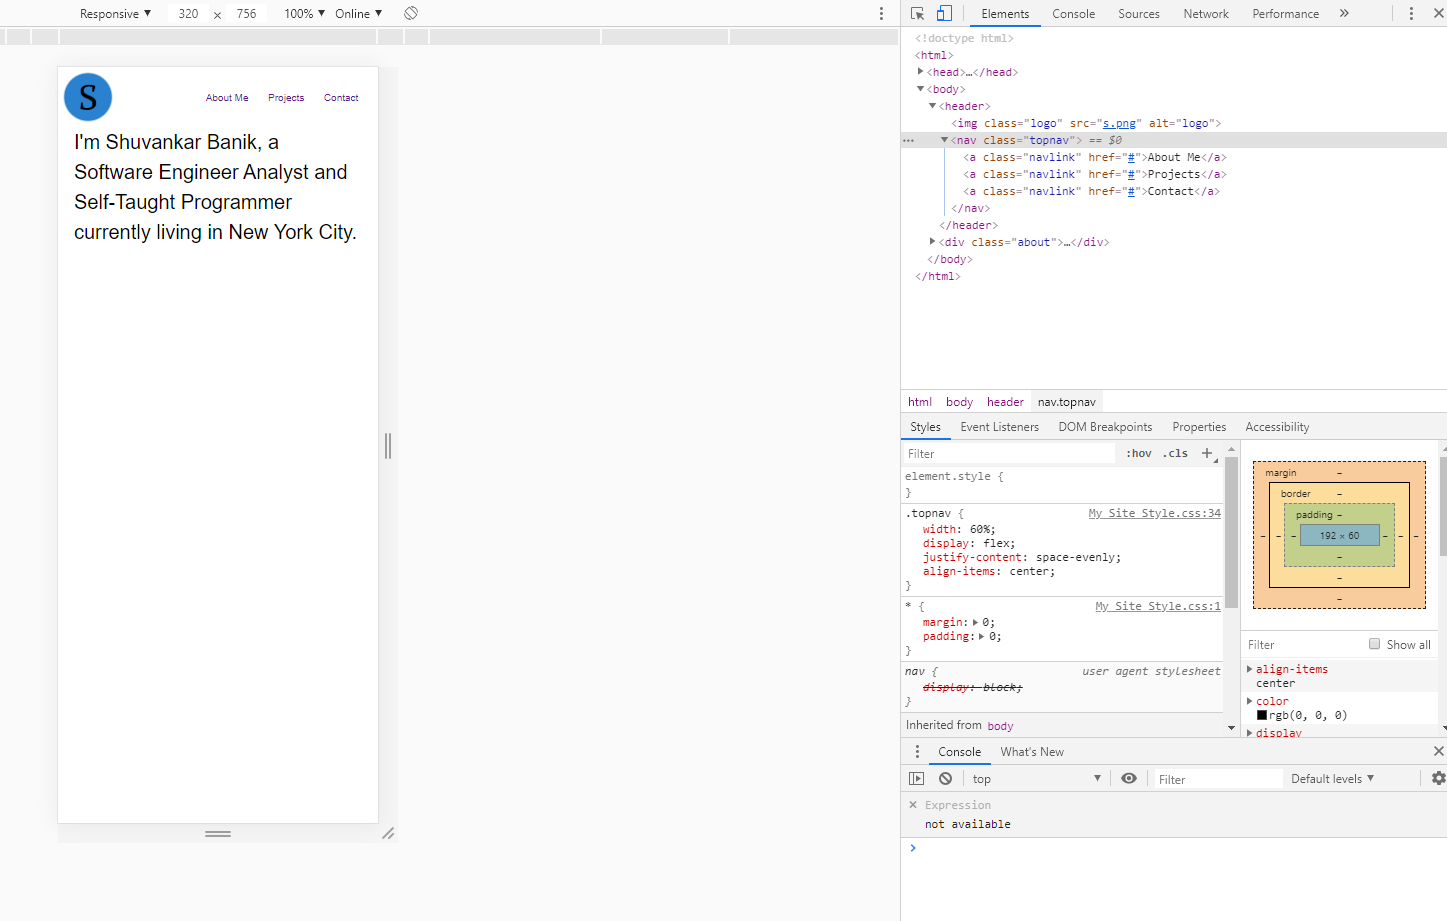 Responsive ▼ 320 × 756 100% ▼ Online ▼
S
About Me Projects Contact
I'm Shuvankar Banik, a
Software Engineer Analyst and
Self-Taught Programmer
currently living in New York City.
Elements Console Sources Network Performance »
<!doctype html>
<html>
▶<head>…</head>
▼<body>
▼<header>
<img class="logo" src="s.png" alt="logo">
… ▼<nav class="topnav"> == $0
<a class="navlink" href="#">About Me</a>
<a class="navlink" href="#">Projects</a>
<a class="navlink" href="#">Contact</a>
</nav>
</header>
▶<div class="about">…</div>
</body>
</html>
html body header nav.topnav
Styles Event Listeners DOM Breakpoints Properties Accessibility
Filter :hov .cls +
element.style {
}
.topnav { My Site Style.css:34
width: 60%;
display: flex;
justify-content: space-evenly;
align-items: center;
}
* { My Site Style.css:1
margin:▶0;
padding:▶0;
}
nav { user agent stylesheet
display: block;
}
Inherited from body
margin –
border –
padding –
– – – 192 × 60 – – –
–
–
–
Filter Show all
▶align-items
center
▶color
rgb(0, 0, 0)
▶display
Console What's New
top ▼ Filter Default levels ▼
× Expression
not available
>